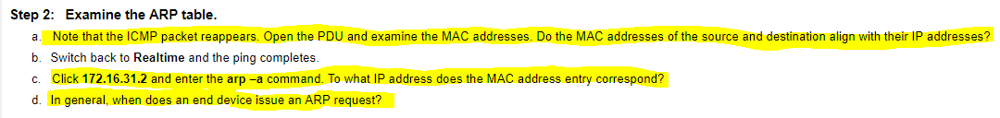 Step 2: Examine the ARP table.
a. Note that the ICMP packet reappears. Open the PDU and examine the MAC addresses. Do the MAC addresses of the source and destination align with their IP addresses?
b. Switch back to Realtime and the ping completes.
c. Click 172.16.31.2 and enter the arp –a command. To what IP address does the MAC address entry correspond?
d. In general, when does an end device issue an ARP request?